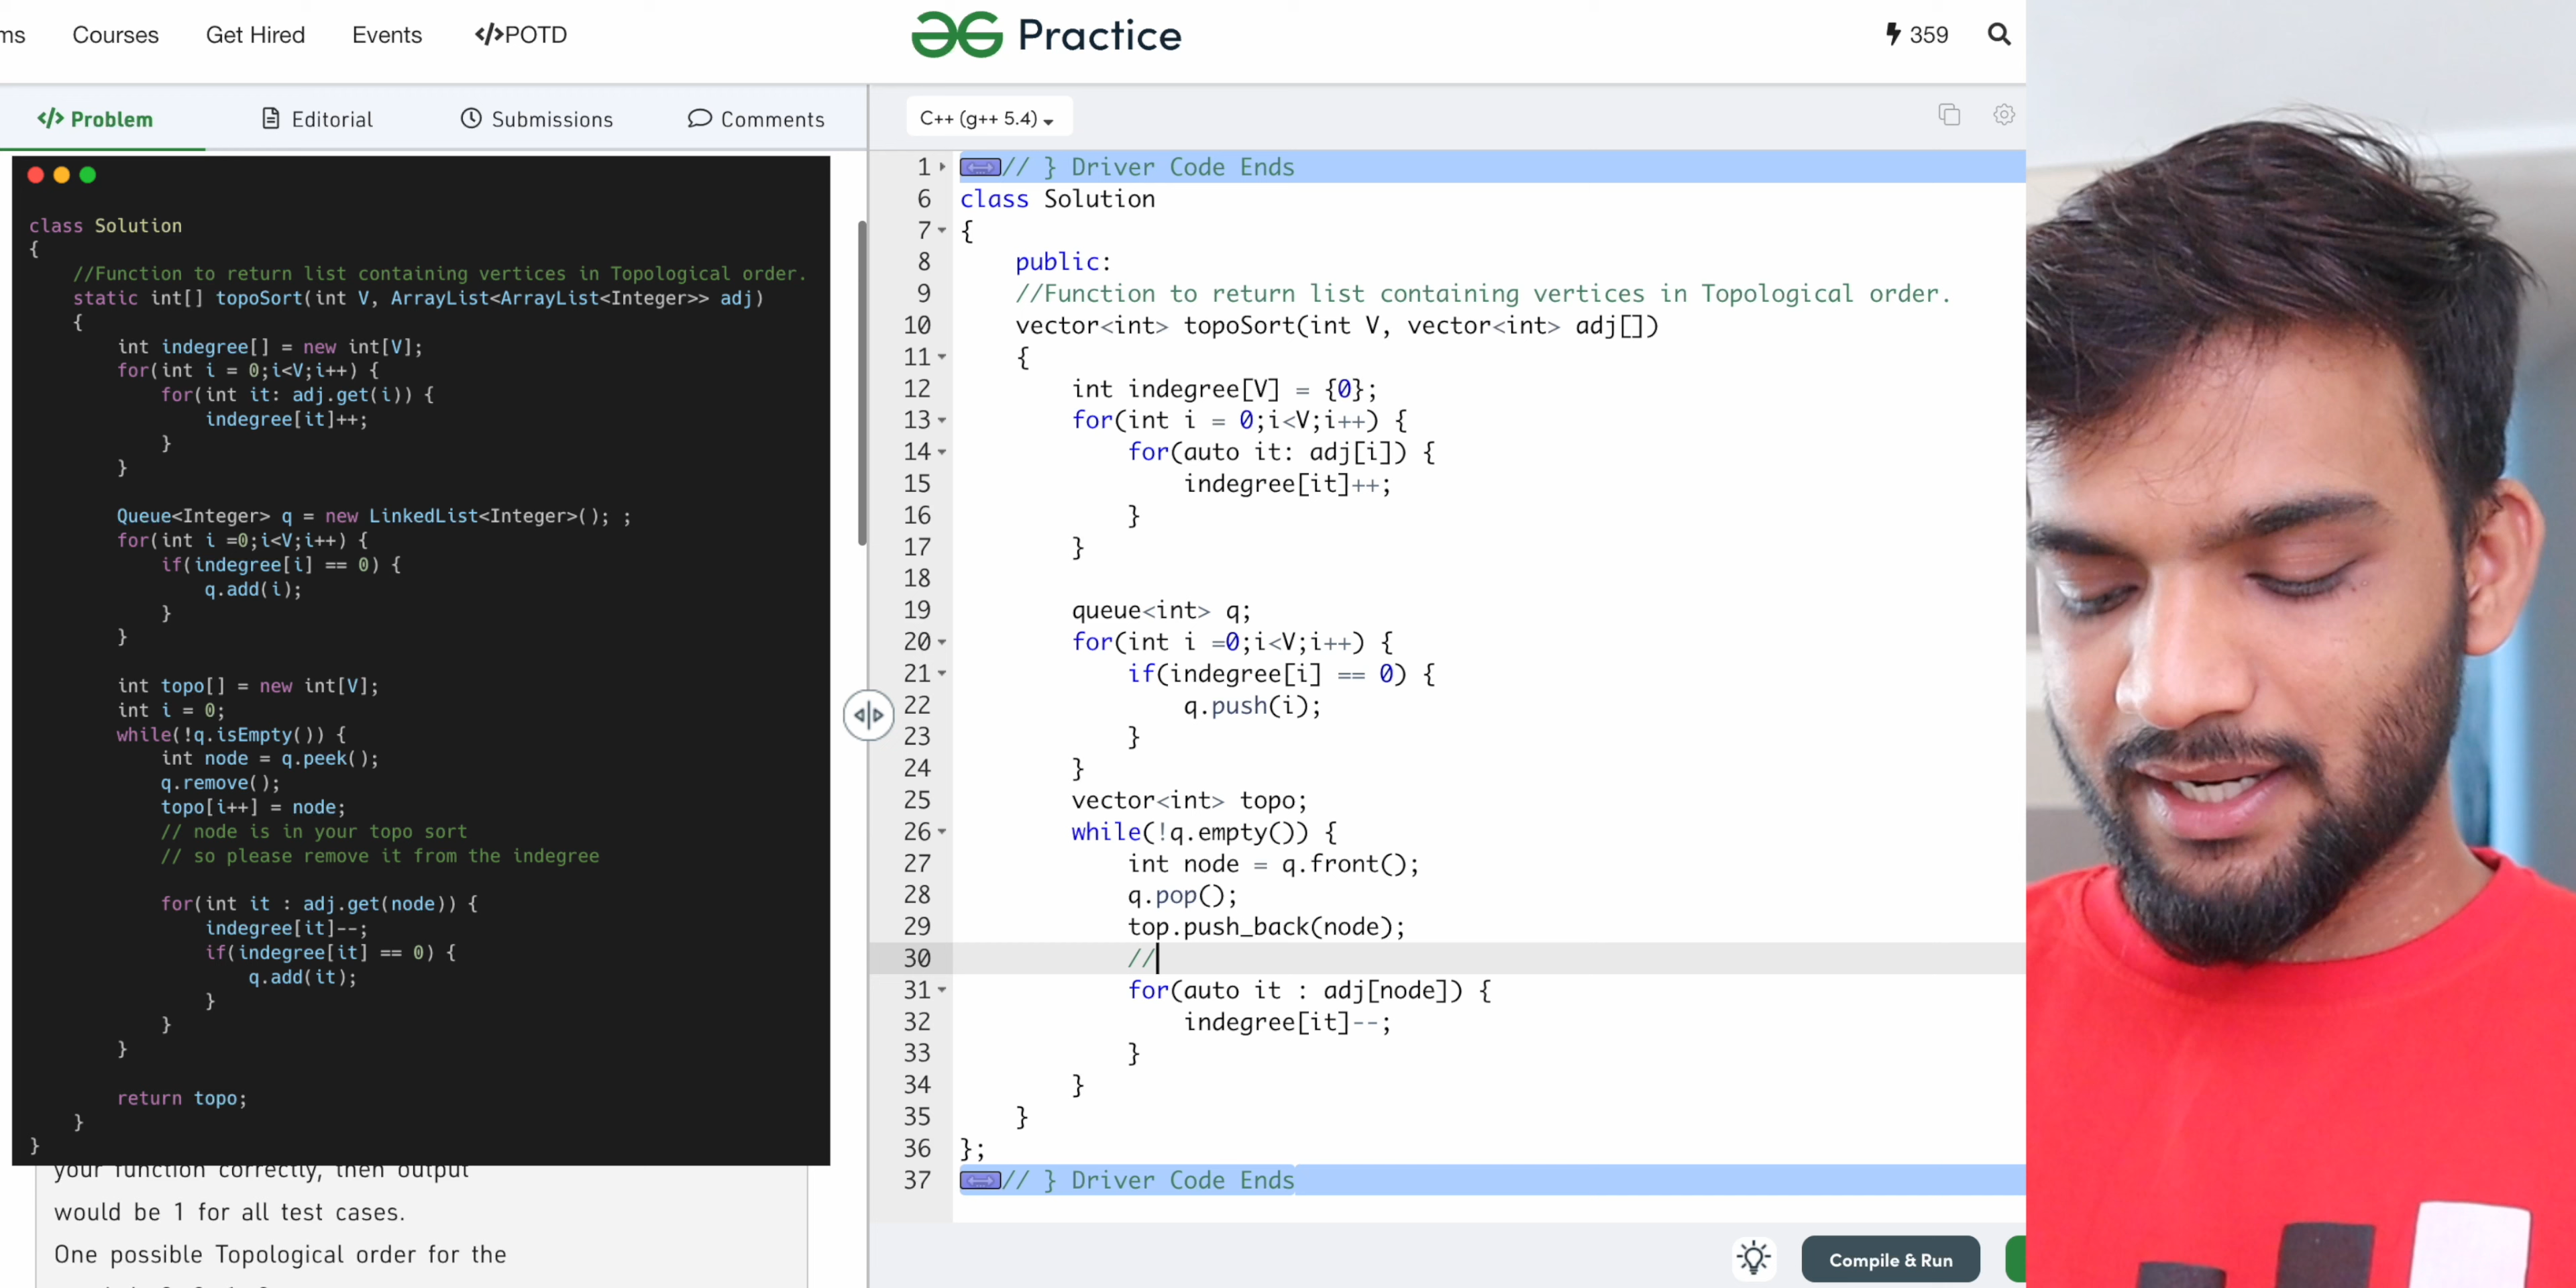 ms Courses Get Hired Events </>POTD
Practice
359
</> Problem Editorial Submissions Comments
class Solution
{
//Function to return list containing vertices in Topological order.
static int[] topoSort(int V, ArrayList<ArrayList<Integer>> adj)
{
int indegree[] = new int[V];
for(int i = 0;i<V;i++) {
for(int it: adj.get(i)) {
indegree[it]++;
}
}
Queue<Integer> q = new LinkedList<Integer>(); ;
for(int i =0;i<V;i++) {
if(indegree[i] == 0) {
q.add(i);
}
}
int topo[] = new int[V];
int i = 0;
while(!q.isEmpty()) {
int node = q.peek();
q.remove();
topo[i++] = node;
// node is in your topo sort
// so please remove it from the indegree
for(int it : adj.get(node)) {
indegree[it]--;
if(indegree[it] == 0) {
q.add(it);
}
}
}
return topo;
}
}
your function correctly, then output
would be 1 for all test cases.
One possible Topological order for the
C++ (g++ 5.4)
1 // } Driver Code Ends
6 class Solution
7 {
8 public:
9 //Function to return list containing vertices in Topological order.
10 vector<int> topoSort(int V, vector<int> adj[])
11 {
12 int indegree[V] = {0};
13 for(int i = 0;i<V;i++) {
14 for(auto it: adj[i]) {
15 indegree[it]++;
16 }
17 }
18
19 queue<int> q;
20 for(int i =0;i<V;i++) {
21 if(indegree[i] == 0) {
22 q.push(i);
23 }
24 }
25 vector<int> topo;
26 while(!q.empty()) {
27 int node = q.front();
28 q.pop();
29 top.push_back(node);
30 //
31 for(auto it : adj[node]) {
32 indegree[it]--;
33 }
34 }
35 }
36 };
37 // } Driver Code Ends
Compile & Run